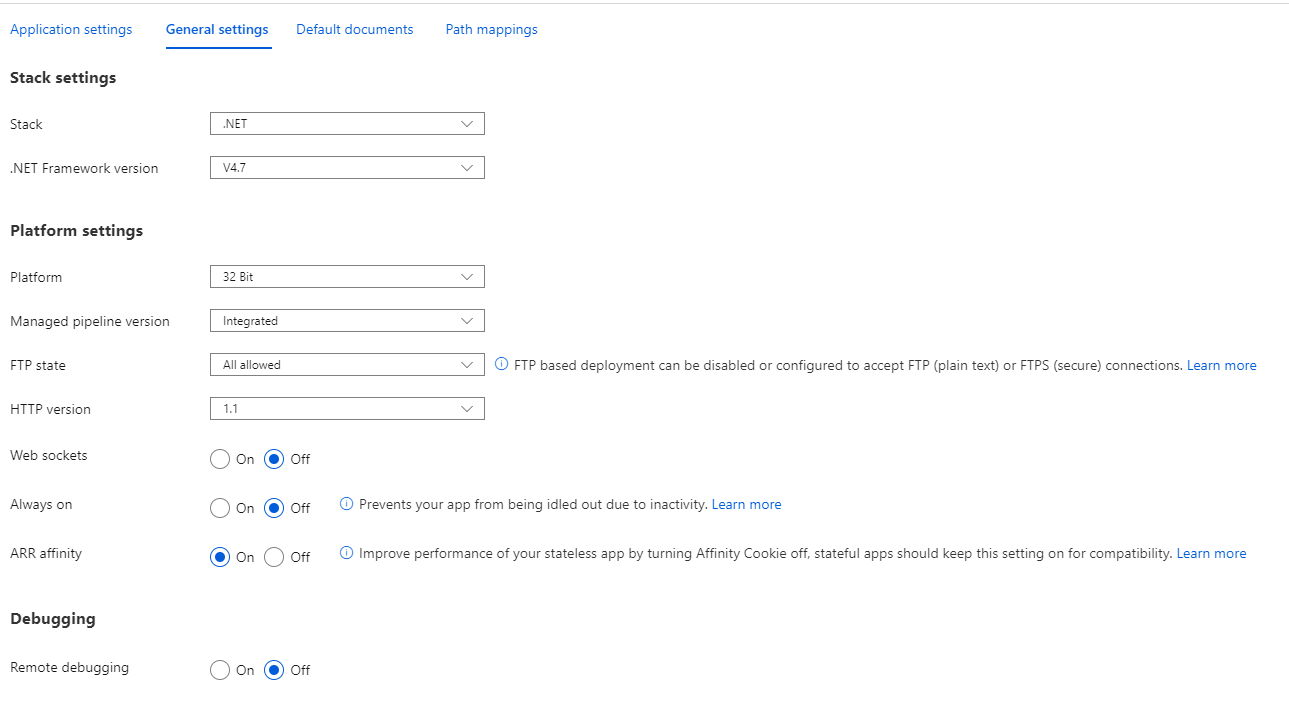 Application settings General settings Default documents Path mappings
Stack settings
Stack .NET
.NET Framework version V4.7
Platform settings
Platform 32 Bit
Managed pipeline version Integrated
FTP state All allowed FTP based deployment can be disabled or configured to accept FTP (plain text) or FTPS (secure) connections. Learn more
HTTP version 1.1
Web sockets On Off
Always on On Off Prevents your app from being idled out due to inactivity. Learn more
ARR affinity On Off Improve performance of your stateless app by turning Affinity Cookie off, stateful apps should keep this setting on for compatibility. Learn more
Debugging
Remote debugging On Off